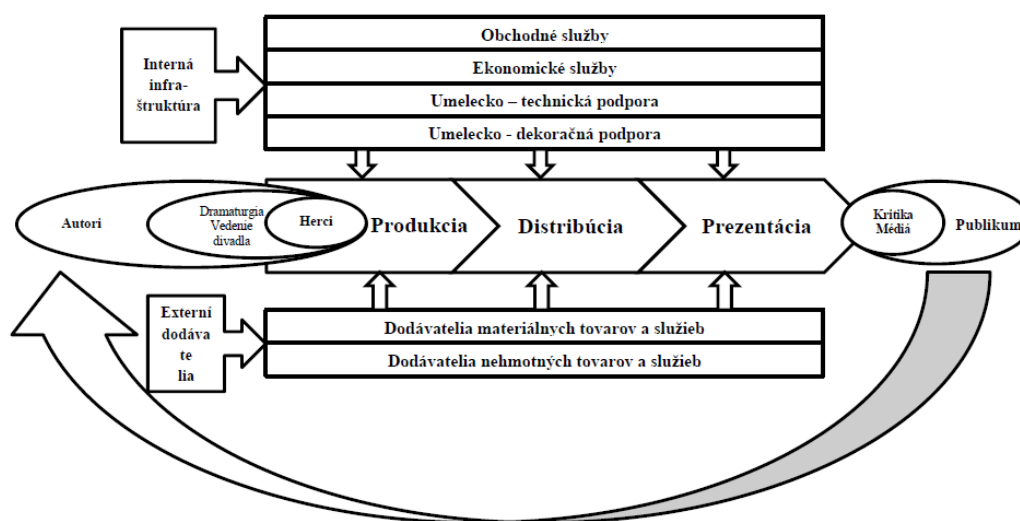 Obchodné služby
Ekonomické služby
Umelecko – technická podpora
Umelecko - dekoračná podpora
Interná
infra-
štruktúra
Autori
Dramaturgia
Vedenie
divadla
Herci
Produkcia
Distribúcia
Prezentácia
Kritika
Médiá
Publikum
Externí
dodáva
te
lia
Dodávatelia materiálnych tovarov a služieb
Dodávatelia nehmotných tovarov a služieb